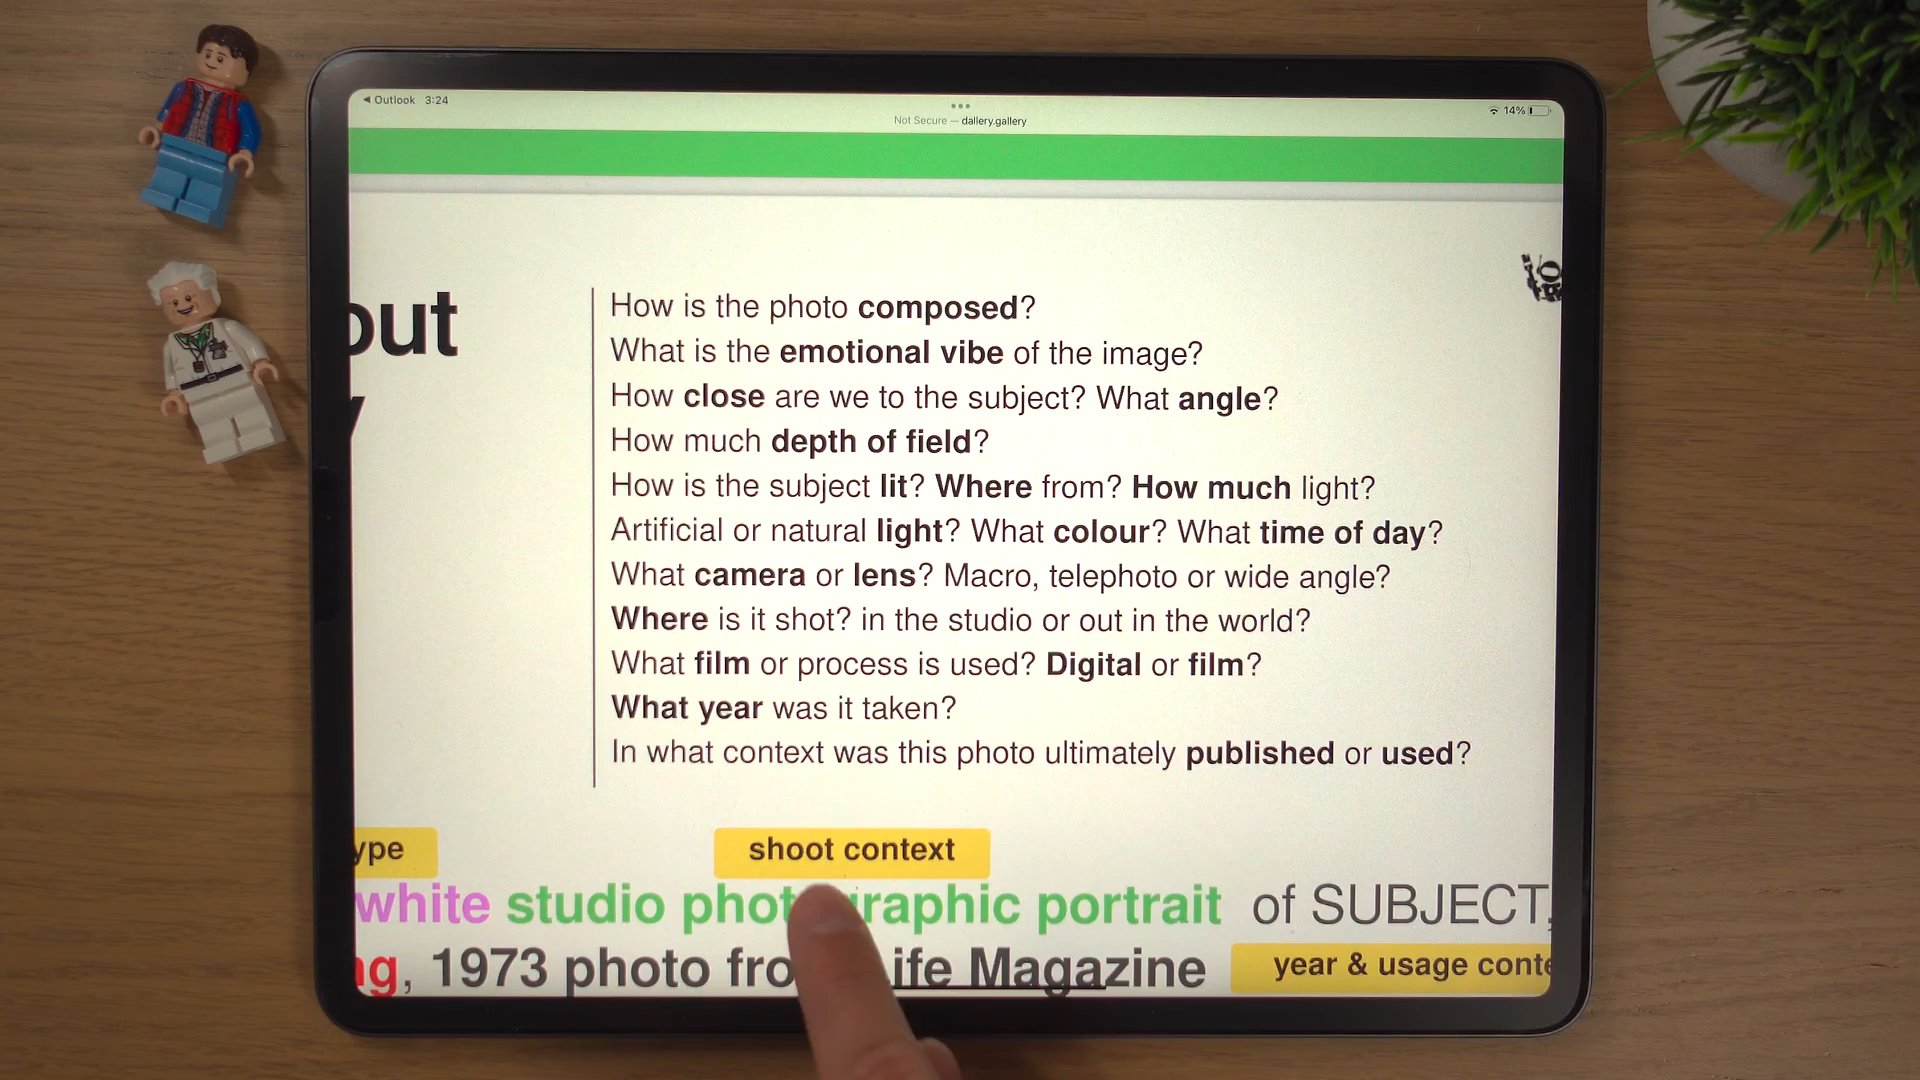 ◀ Outlook 3:24
14%
Not Secure — dallery.gallery
out
How is the photo composed?
What is the emotional vibe of the image?
How close are we to the subject? What angle?
How much depth of field?
How is the subject lit? Where from? How much light?
Artificial or natural light? What colour? What time of day?
What camera or lens? Macro, telephoto or wide angle?
Where is it shot? in the studio or out in the world?
What film or process is used? Digital or film?
What year was it taken?
In what context was this photo ultimately published or used?
ype
shoot context
white studio photographic portrait of SUBJECT,
ng, 1973 photo from Life Magazine
year & usage conte